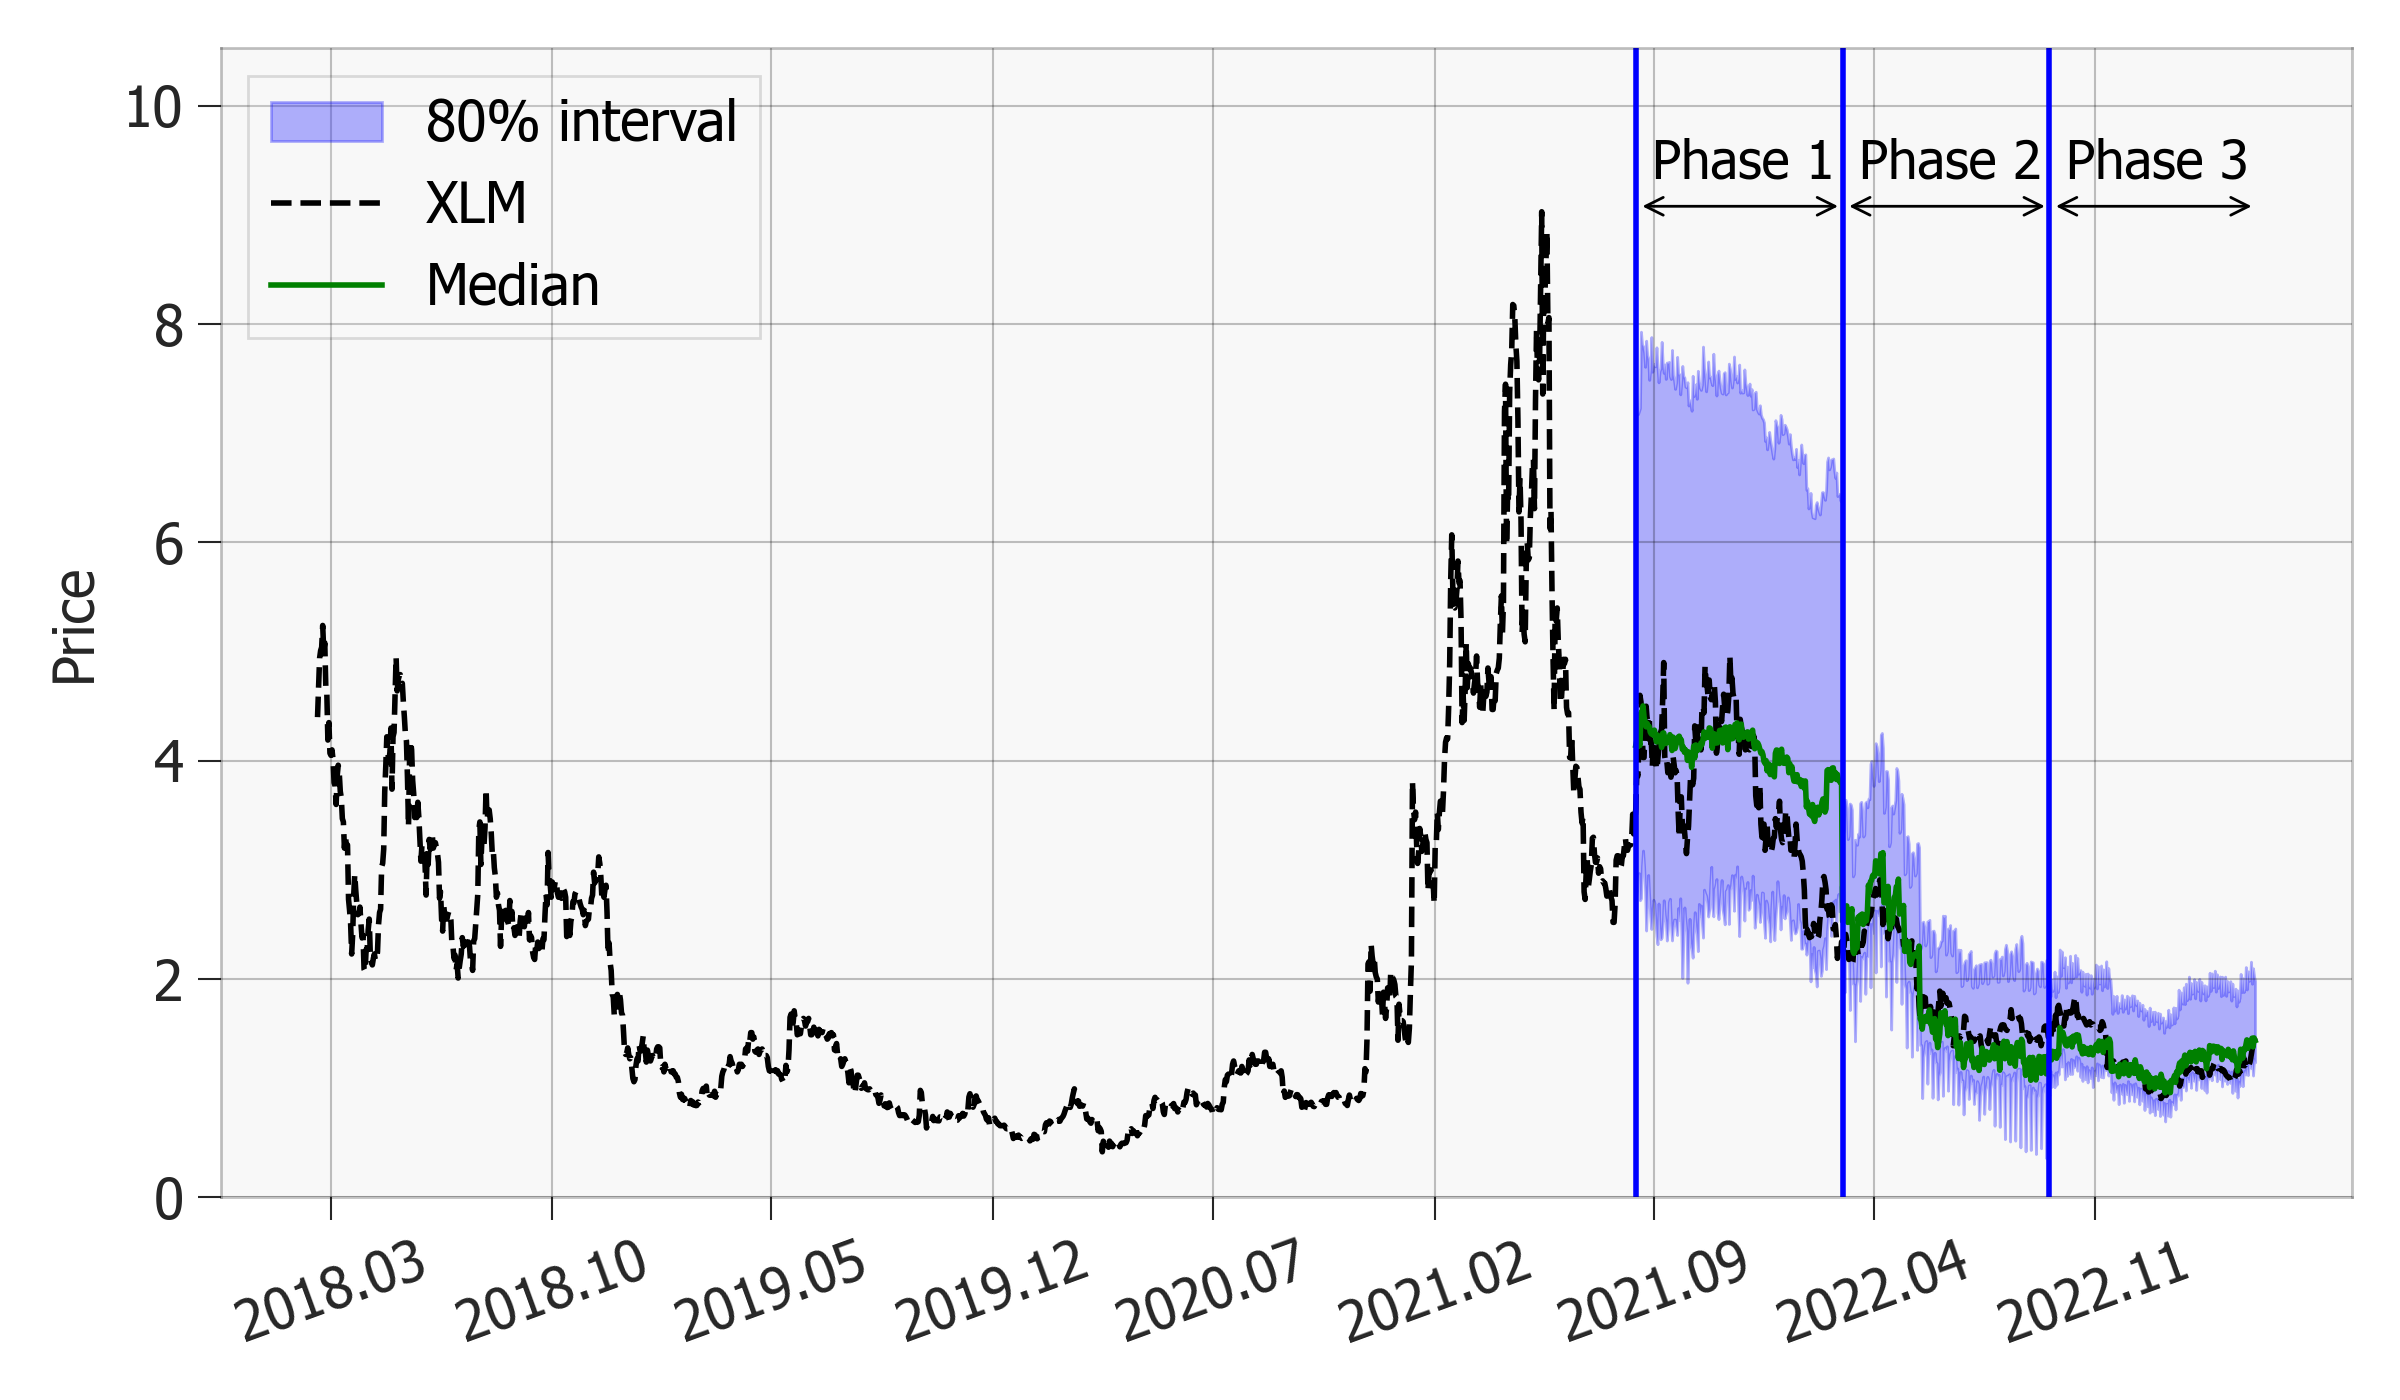 80% interval
XLM
Median
Phase 1
Phase 2
Phase 3
Price
10
8
6
4
2
0
2018.03
2018.10
2019.05
2019.12
2020.07
2021.02
2021.09
2022.04
2022.11